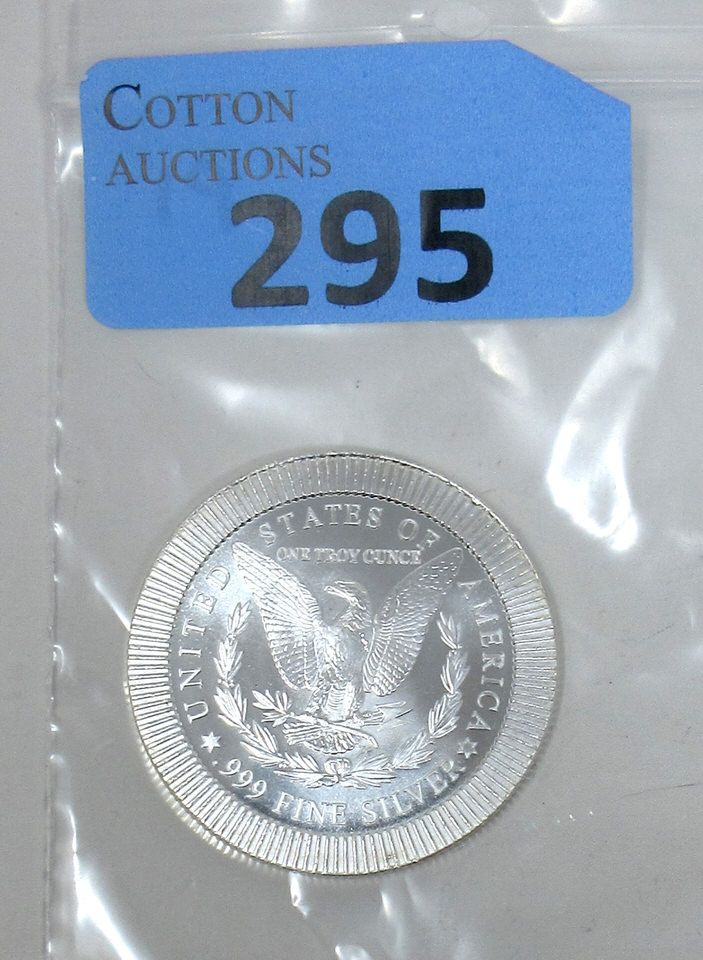 COTTON
AUCTIONS
295
UNITED STATES OF AMERICA
ONE TROY OUNCE
.999 FINE SILVER